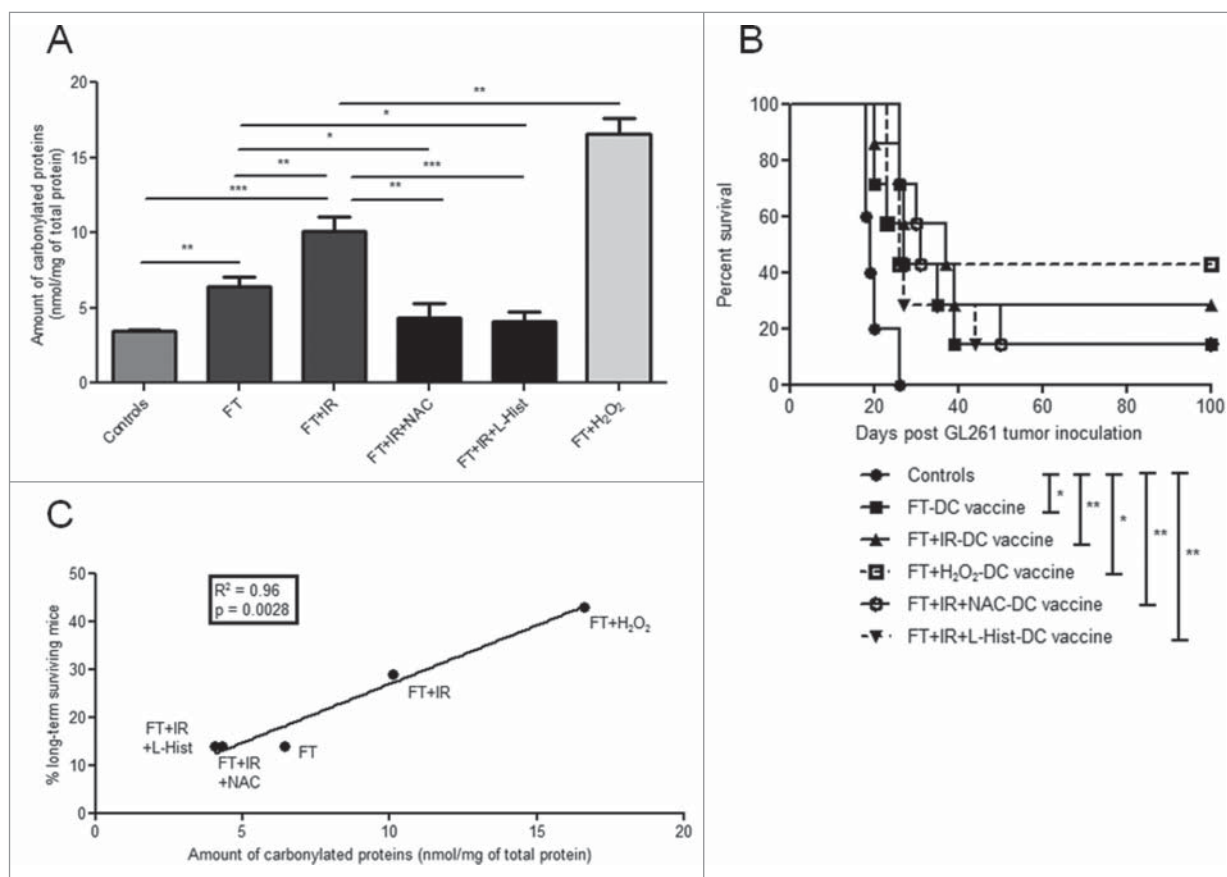 A
Amount of carbonylated proteins
(nmol/mg of total protein)
20
15
10
5
0
**
*
*
**
***
***
**
**
Controls
FT
FT+IR
FT+IR+NAC
FT+IR+L-Hist
FT+H₂O₂
B
Percent survival
100
80
60
40
20
0
0
20
40
60
80
100
Days post GL261 tumor inoculation
Controls
FT-DC vaccine
FT+IR-DC vaccine
FT+H₂O₂-DC vaccine
FT+IR+NAC-DC vaccine
FT+IR+L-Hist-DC vaccine
*
**
*
**
**
C
% long-term surviving mice
50
40
30
20
10
0
R² = 0.96
p = 0.0028
FT+H₂O₂
FT+IR
FT+IR
+L-Hist
FT+IR
+NAC
FT
0
5
10
15
20
Amount of carbonylated proteins (nmol/mg of total protein)